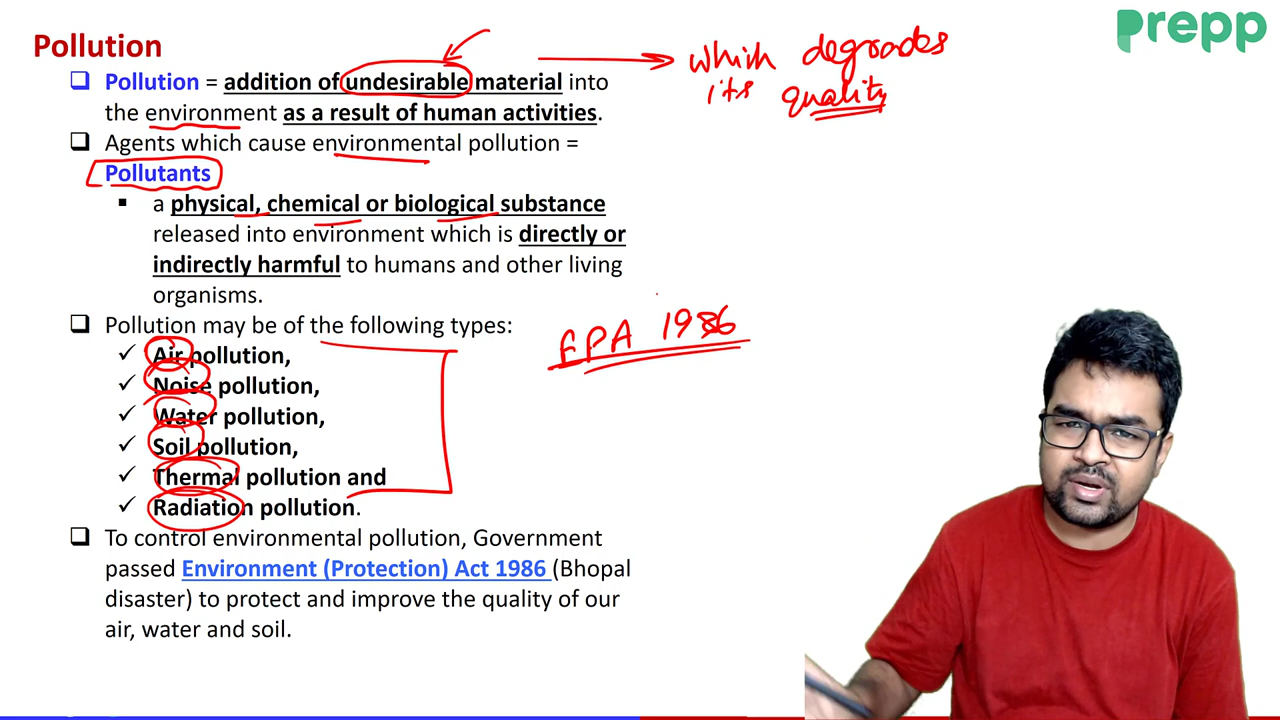 Prepp
Pollution
Pollution = addition of undesirable material into
the environment as a result of human activities.
which degrades
its quality
Agents which cause environmental pollution =
Pollutants
a physical, chemical or biological substance
released into environment which is directly or
indirectly harmful to humans and other living
organisms.
Pollution may be of the following types:
EPA 1986
Air pollution,
Noise pollution,
Water pollution,
Soil pollution,
Thermal pollution and
Radiation pollution.
To control environmental pollution, Government
passed Environment (Protection) Act 1986 (Bhopal
disaster) to protect and improve the quality of our
air, water and soil.